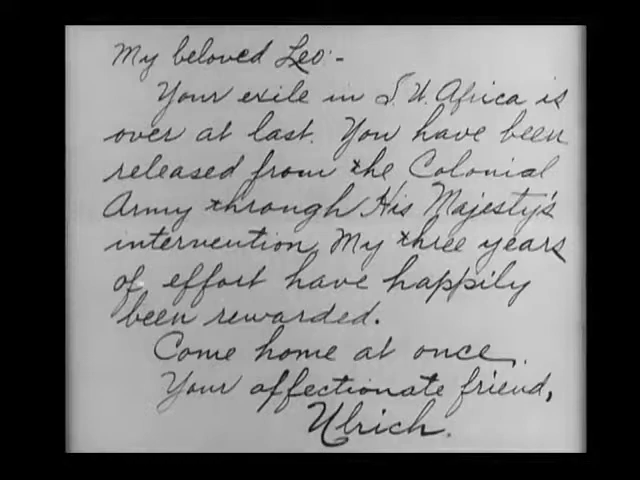 My beloved Leo:-
Your exile in S.W. Africa is
over at last. You have been
released from the Colonial
Army through His Majesty's
intervention. My three years
of effort have happily
been rewarded.
Come home at once.
Your affectionate friend,
Ulrich.